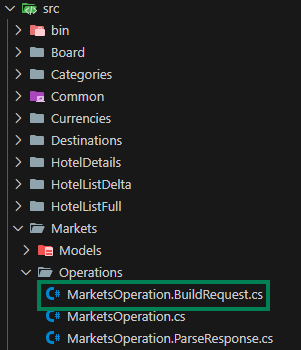 src
bin
Board
Categories
Common
Currencies
Destinations
HotelDetails
HotelListDelta
HotelListFull
Markets
Models
Operations
MarketsOperation.BuildRequest.cs
MarketsOperation.cs
MarketsOperation.ParseResponse.cs